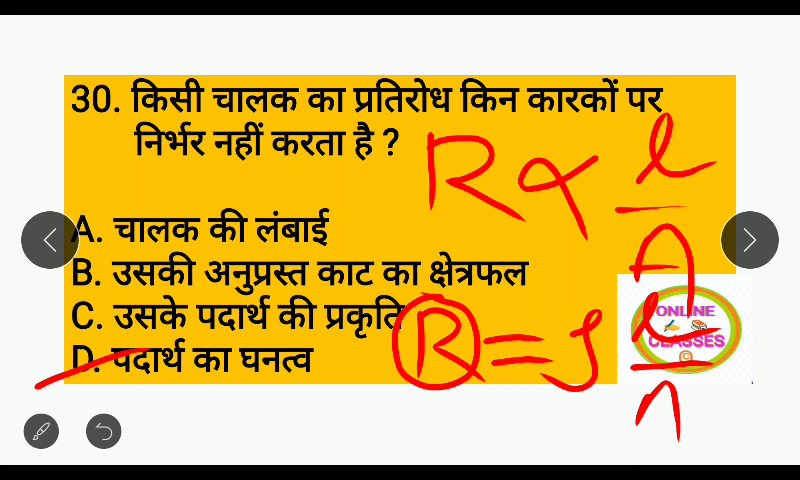 30. किसी चालक का प्रतिरोध किन कारकों पर
निर्भर नहीं करता है ?
R ∝ l
A
A. चालक की लंबाई
B. उसकी अनुप्रस्त काट का क्षेत्रफल
C. उसके पदार्थ की प्रकृति
D. पदार्थ का घनत्व
R = ρ l
A
ONLINE
CLASSES
©